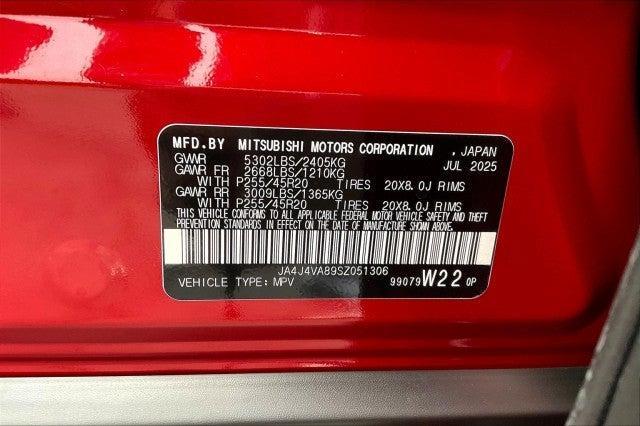 MFD.BY MITSUBISHI MOTORS CORPORATION , JAPAN
GVWR 5302LBS/2405KG JUL 2025
GAWR FR 2668LBS/1210KG
WITH P255/45R20 TIRES 20X8.0J RIMS
GAWR RR 3009LBS/1365KG
WITH P255/45R20 TIRES 20X8.0J RIMS
THIS VEHICLE CONFORMS TO ALL APPLICABLE FEDERAL MOTOR VEHICLE SAFETY AND THEFT
PREVENTION STANDARDS IN EFFECT ON THE DATE OF MANUFACTURE SHOWN ABOVE.
JA4J4VA89SZ051306
VEHICLE TYPE: MPV 99079 W22 0P